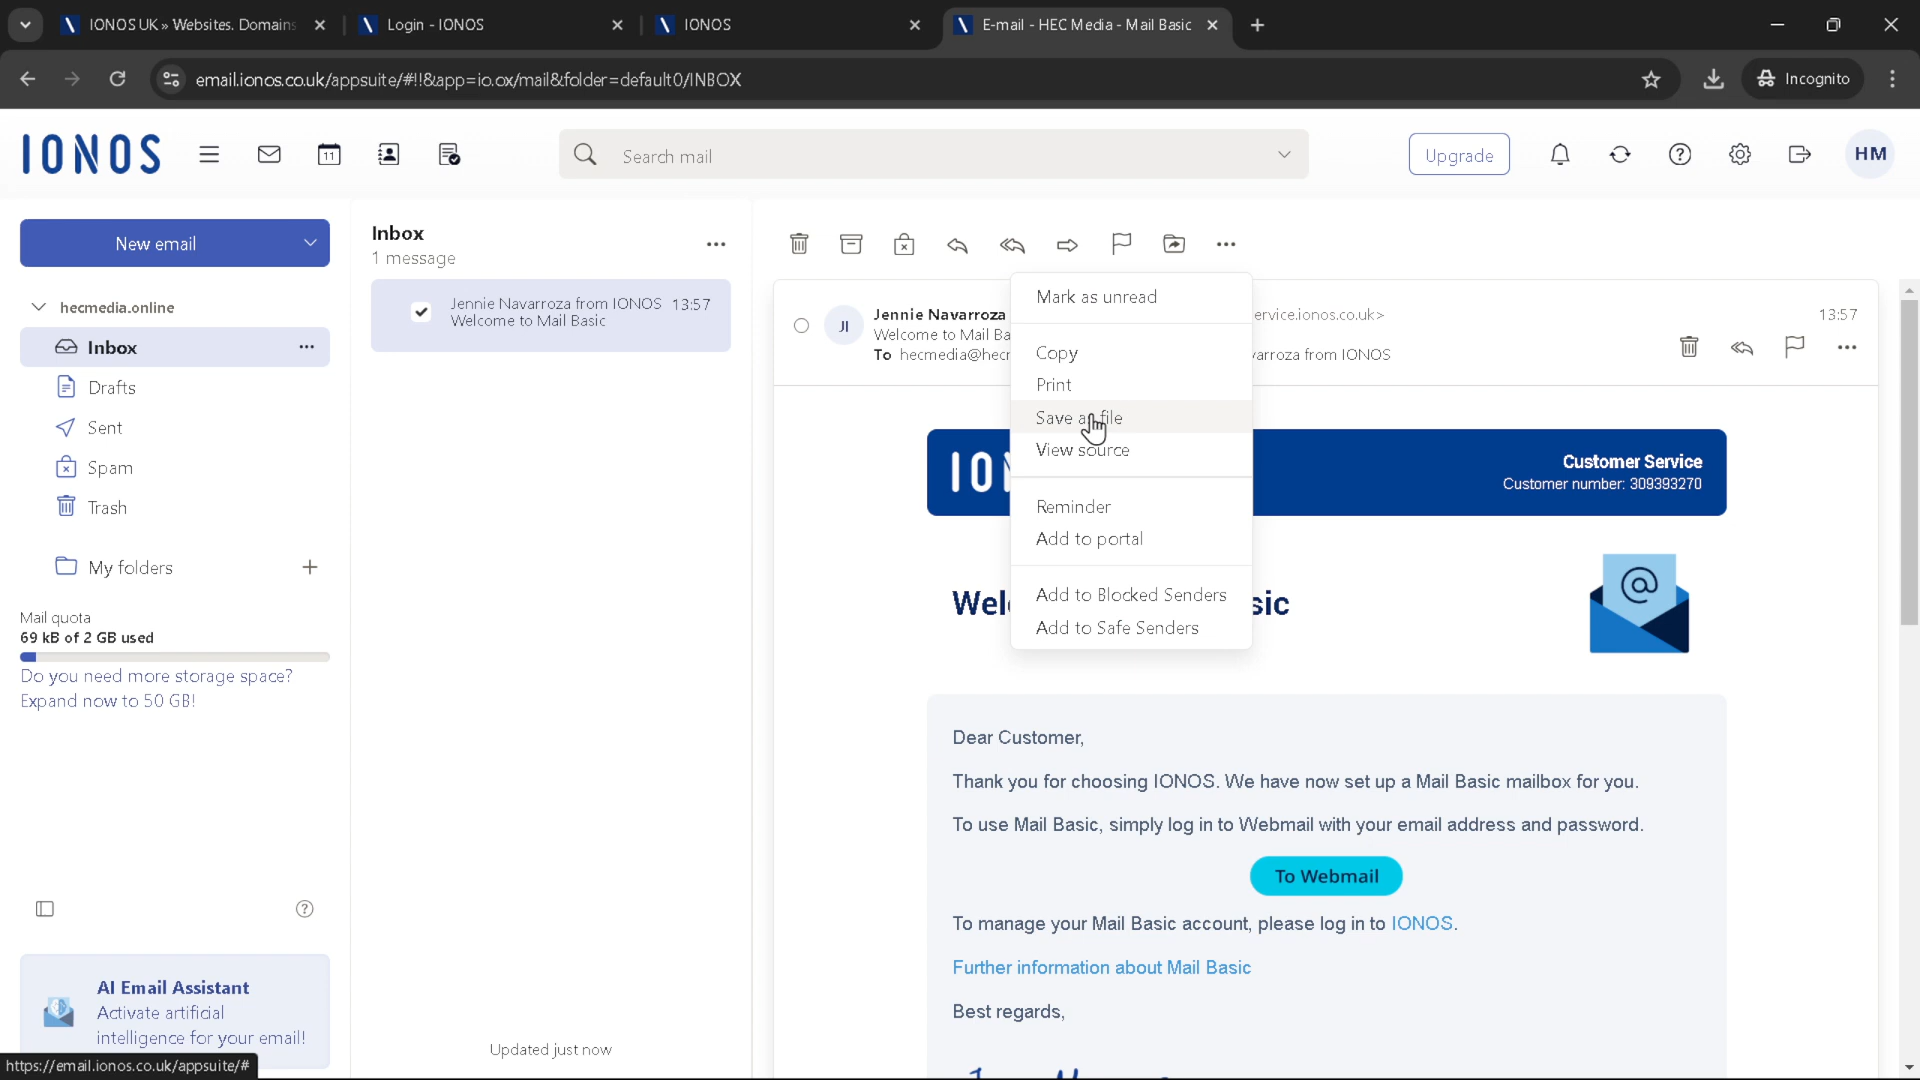 IONOS UK » Websites. Domains
Login - IONOS
IONOS
E-mail - HEC Media - Mail Basic
email.ionos.co.uk/appsuite/#!!&app=io.ox/mail&folder=default0/INBOX
Incognito
IONOS
11
Search mail
Upgrade
HM
New email
hecmedia.online
Inbox
Drafts
Sent
Spam
Trash
My folders
Mail quota
69 kB of 2 GB used
Do you need more storage space?
Expand now to 50 GB!
AI Email Assistant
Activate artificial
intelligence for your email!
https://email.ionos.co.uk/appsuite/#
Inbox
1 message
Jennie Navarroza from IONOS 13:57
Welcome to Mail Basic
Updated just now
JI
Jennie Navarroza
ervice.ionos.co.uk>
13:57
Welcome to Mail Ba
To hecmedia@hec
varroza from IONOS
Mark as unread
Copy
Print
Save as file
View source
Reminder
Add to portal
Add to Blocked Senders
Add to Safe Senders
ION
Customer Service
Customer number: 309393270
Wel
sic
@
Dear Customer,
Thank you for choosing IONOS. We have now set up a Mail Basic mailbox for you.
To use Mail Basic, simply log in to Webmail with your email address and password.
To Webmail
To manage your Mail Basic account, please log in to IONOS.
Further information about Mail Basic
Best regards,